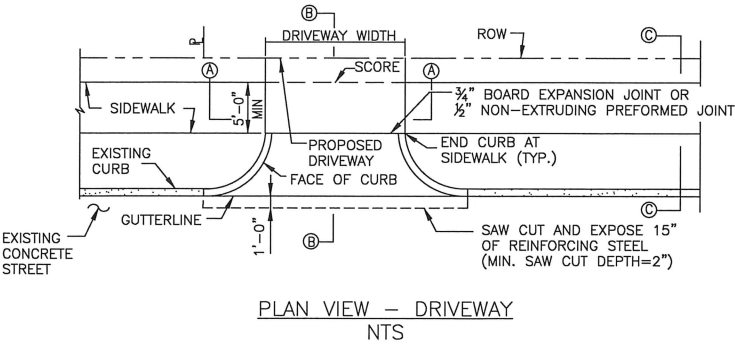 B
DRIVEWAY WIDTH
ROW
C
PL
A
SCORE
A
3/4" BOARD EXPANSION JOINT OR
1/2" NON-EXTRUDING PREFORMED JOINT
SIDEWALK
5'-0"
MIN
PROPOSED
DRIVEWAY
END CURB AT
SIDEWALK (TYP.)
EXISTING
CURB
FACE OF CURB
GUTTERLINE
C
EXISTING
CONCRETE
STREET
1'-0"
B
SAW CUT AND EXPOSE 15"
OF REINFORCING STEEL
(MIN. SAW CUT DEPTH=2")
PLAN VIEW - DRIVEWAY
NTS